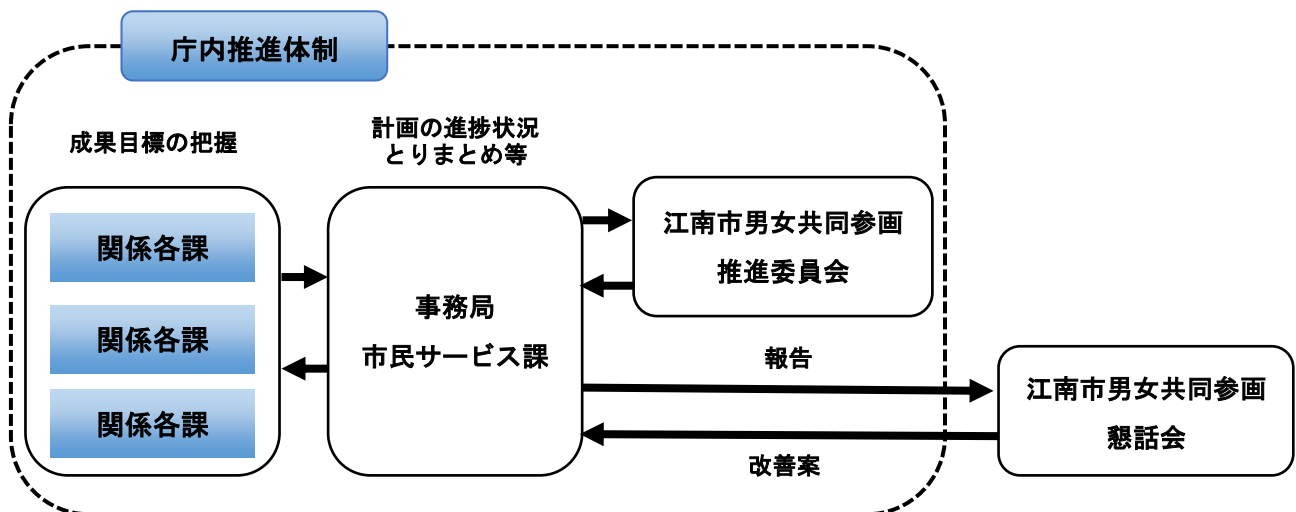 庁内推進体制
成果目標の把握
計画の進捗状況
とりまとめ等
関係各課
関係各課
関係各課
事務局
市民サービス課
江南市男女共同参画
推進委員会
報告
改善案
江南市男女共同参画
懇話会